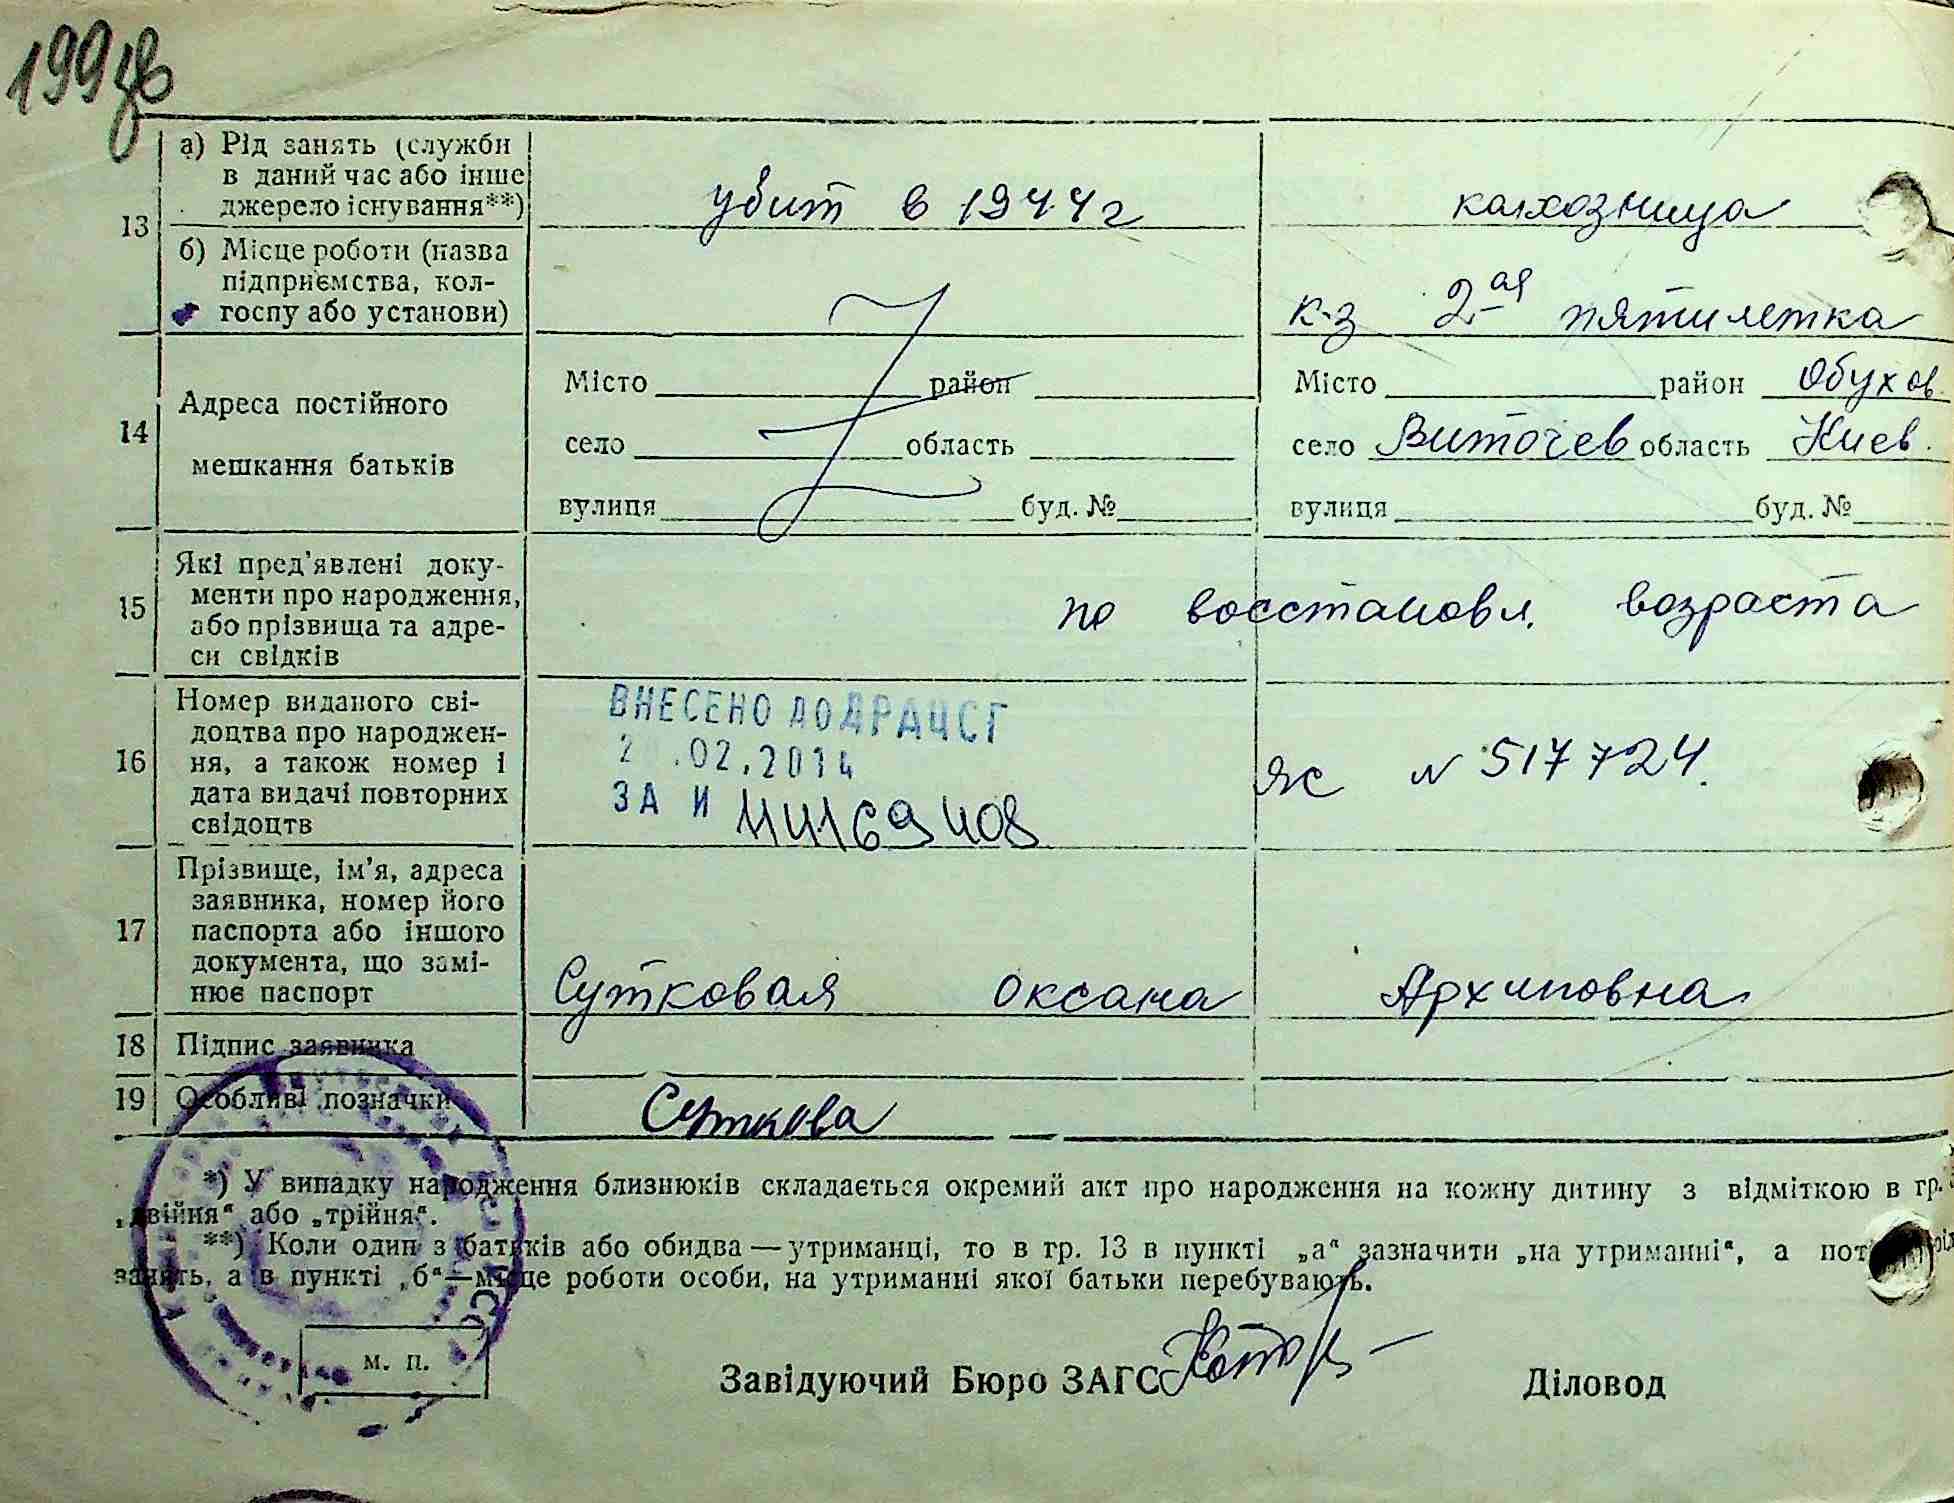 199зв
13
а) Рід занять (служби
в даний час або інше
джерело існування**)
убит в 1944 г
колхозница
б) Місце роботи (назва
підприємства, кол-
госпу або установи)
к-з 2-ая пятилетка
14
Адреса постійного
мешкання батьків
Місто район
село область
вулиця буд. №
Місто район Обухов.
село Виточев область Киев.
вулиця буд. №
15
Які пред'явлені доку-
менти про народження,
або прізвища та адре-
си свідків
по восстановл. возраста
16
Номер виданого сві-
доцтва про народжен-
ня, а також номер і
дата видачі повторних
свідоцтв
ВНЕСЕНО ДО ДРАЦСГ
.02.2014
ЗА И
ЯС N 517724.
17
Прізвище, ім'я, адреса
заявника, номер його
паспорта або іншого
документа, що замі-
нює паспорт
Сутковая Оксана Архиповна
18
Підпис заявника
19
Особливі позначки
Суткова
*) У випадку народження близнюків складається окремий акт про народження на кожну дитину з відміткою в гр.
„двійня“ або „трійня“.
**) Коли один з батьків або обидва — утриманці, то в гр. 13 в пункті „а“ зазначити „на утриманні“, а пот
занять, а в пункті „б“ — місце роботи особи, на утриманні якої батьки перебувають.
м. п.
Завідуючий Бюро ЗАГС
Діловод